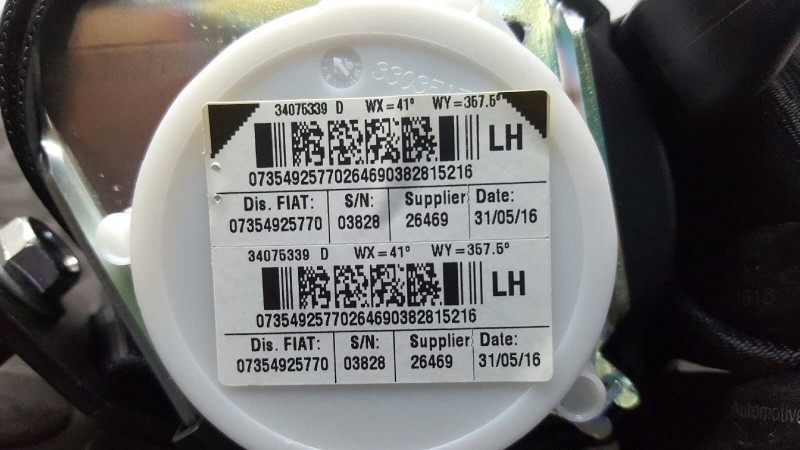 34075339 D WX=41° WY=357.5°
LH
07354925770264690382815216
Dis. FIAT: S/N: Supplier Date:
07354925770 03828 26469 31/05/16
34075339 D WX=41° WY=357.5°
LH
07354925770264690382815216
Dis. FIAT: S/N: Supplier Date:
07354925770 03828 26469 31/05/16
Automotive